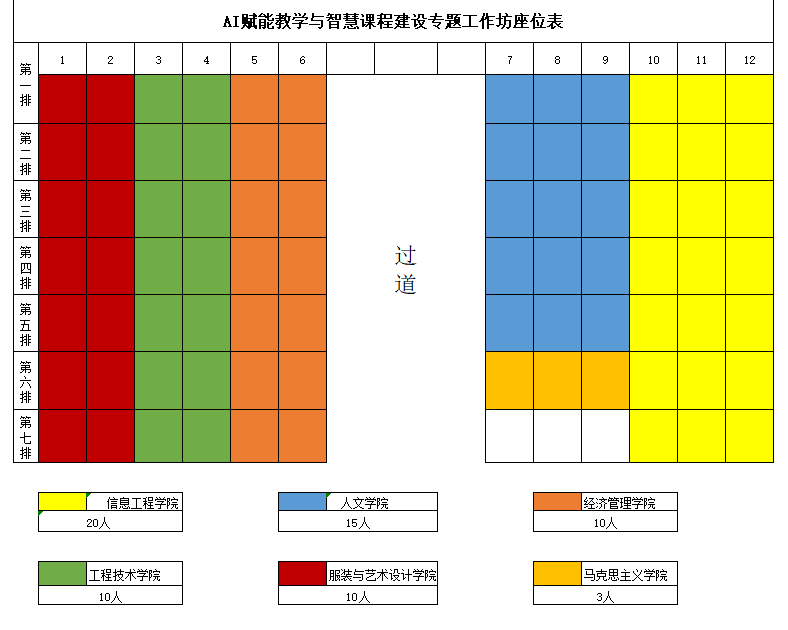 AI赋能教学与智慧课程建设专题工作坊座位表
1 2 3 4 5 6 7 8 9 10 11 12
第一排
第二排
第三排
第四排
第五排
第六排
第七排
过道
信息工程学院 人文学院 经济管理学院
20人 15人 10人
工程技术学院 服装与艺术设计学院 马克思主义学院
10人 10人 3人